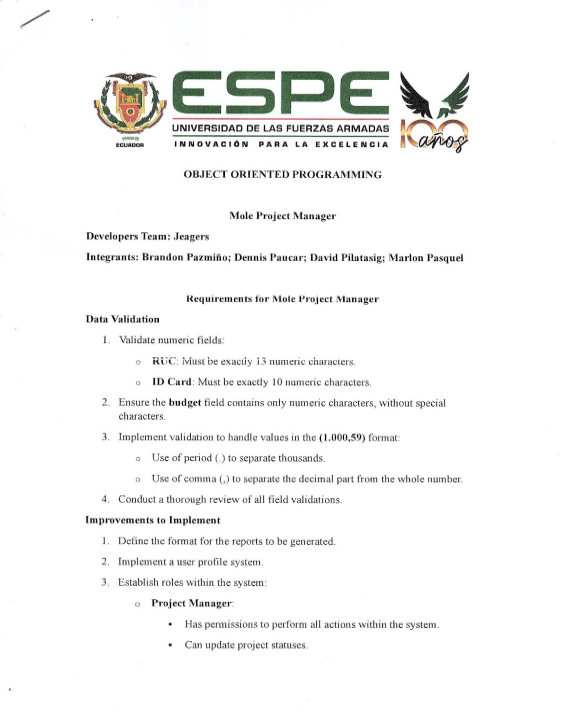 ECUADOR
ESPE
UNIVERSIDAD DE LAS FUERZAS ARMADAS
INNOVACIÓN PARA LA EXCELENCIA
100 años
OBJECT ORIENTED PROGRAMMING
Mole Project Manager
Developers Team: Jeagers
Integrants: Brandon Pazmiño; Dennis Paucar; David Pilatasig; Marlon Pasquel
Requirements for Mole Project Manager
Data Validation
1. Validate numeric fields:
o RUC: Must be exactly 13 numeric characters.
o ID Card: Must be exactly 10 numeric characters.
2. Ensure the budget field contains only numeric characters, without special
characters.
3. Implement validation to handle values in the (1.000,59) format:
o Use of period (.) to separate thousands.
o Use of comma (,) to separate the decimal part from the whole number.
4. Conduct a thorough review of all field validations.
Improvements to Implement
1. Define the format for the reports to be generated.
2. Implement a user profile system.
3. Establish roles within the system:
o Project Manager:
▪ Has permissions to perform all actions within the system.
▪ Can update project statuses.